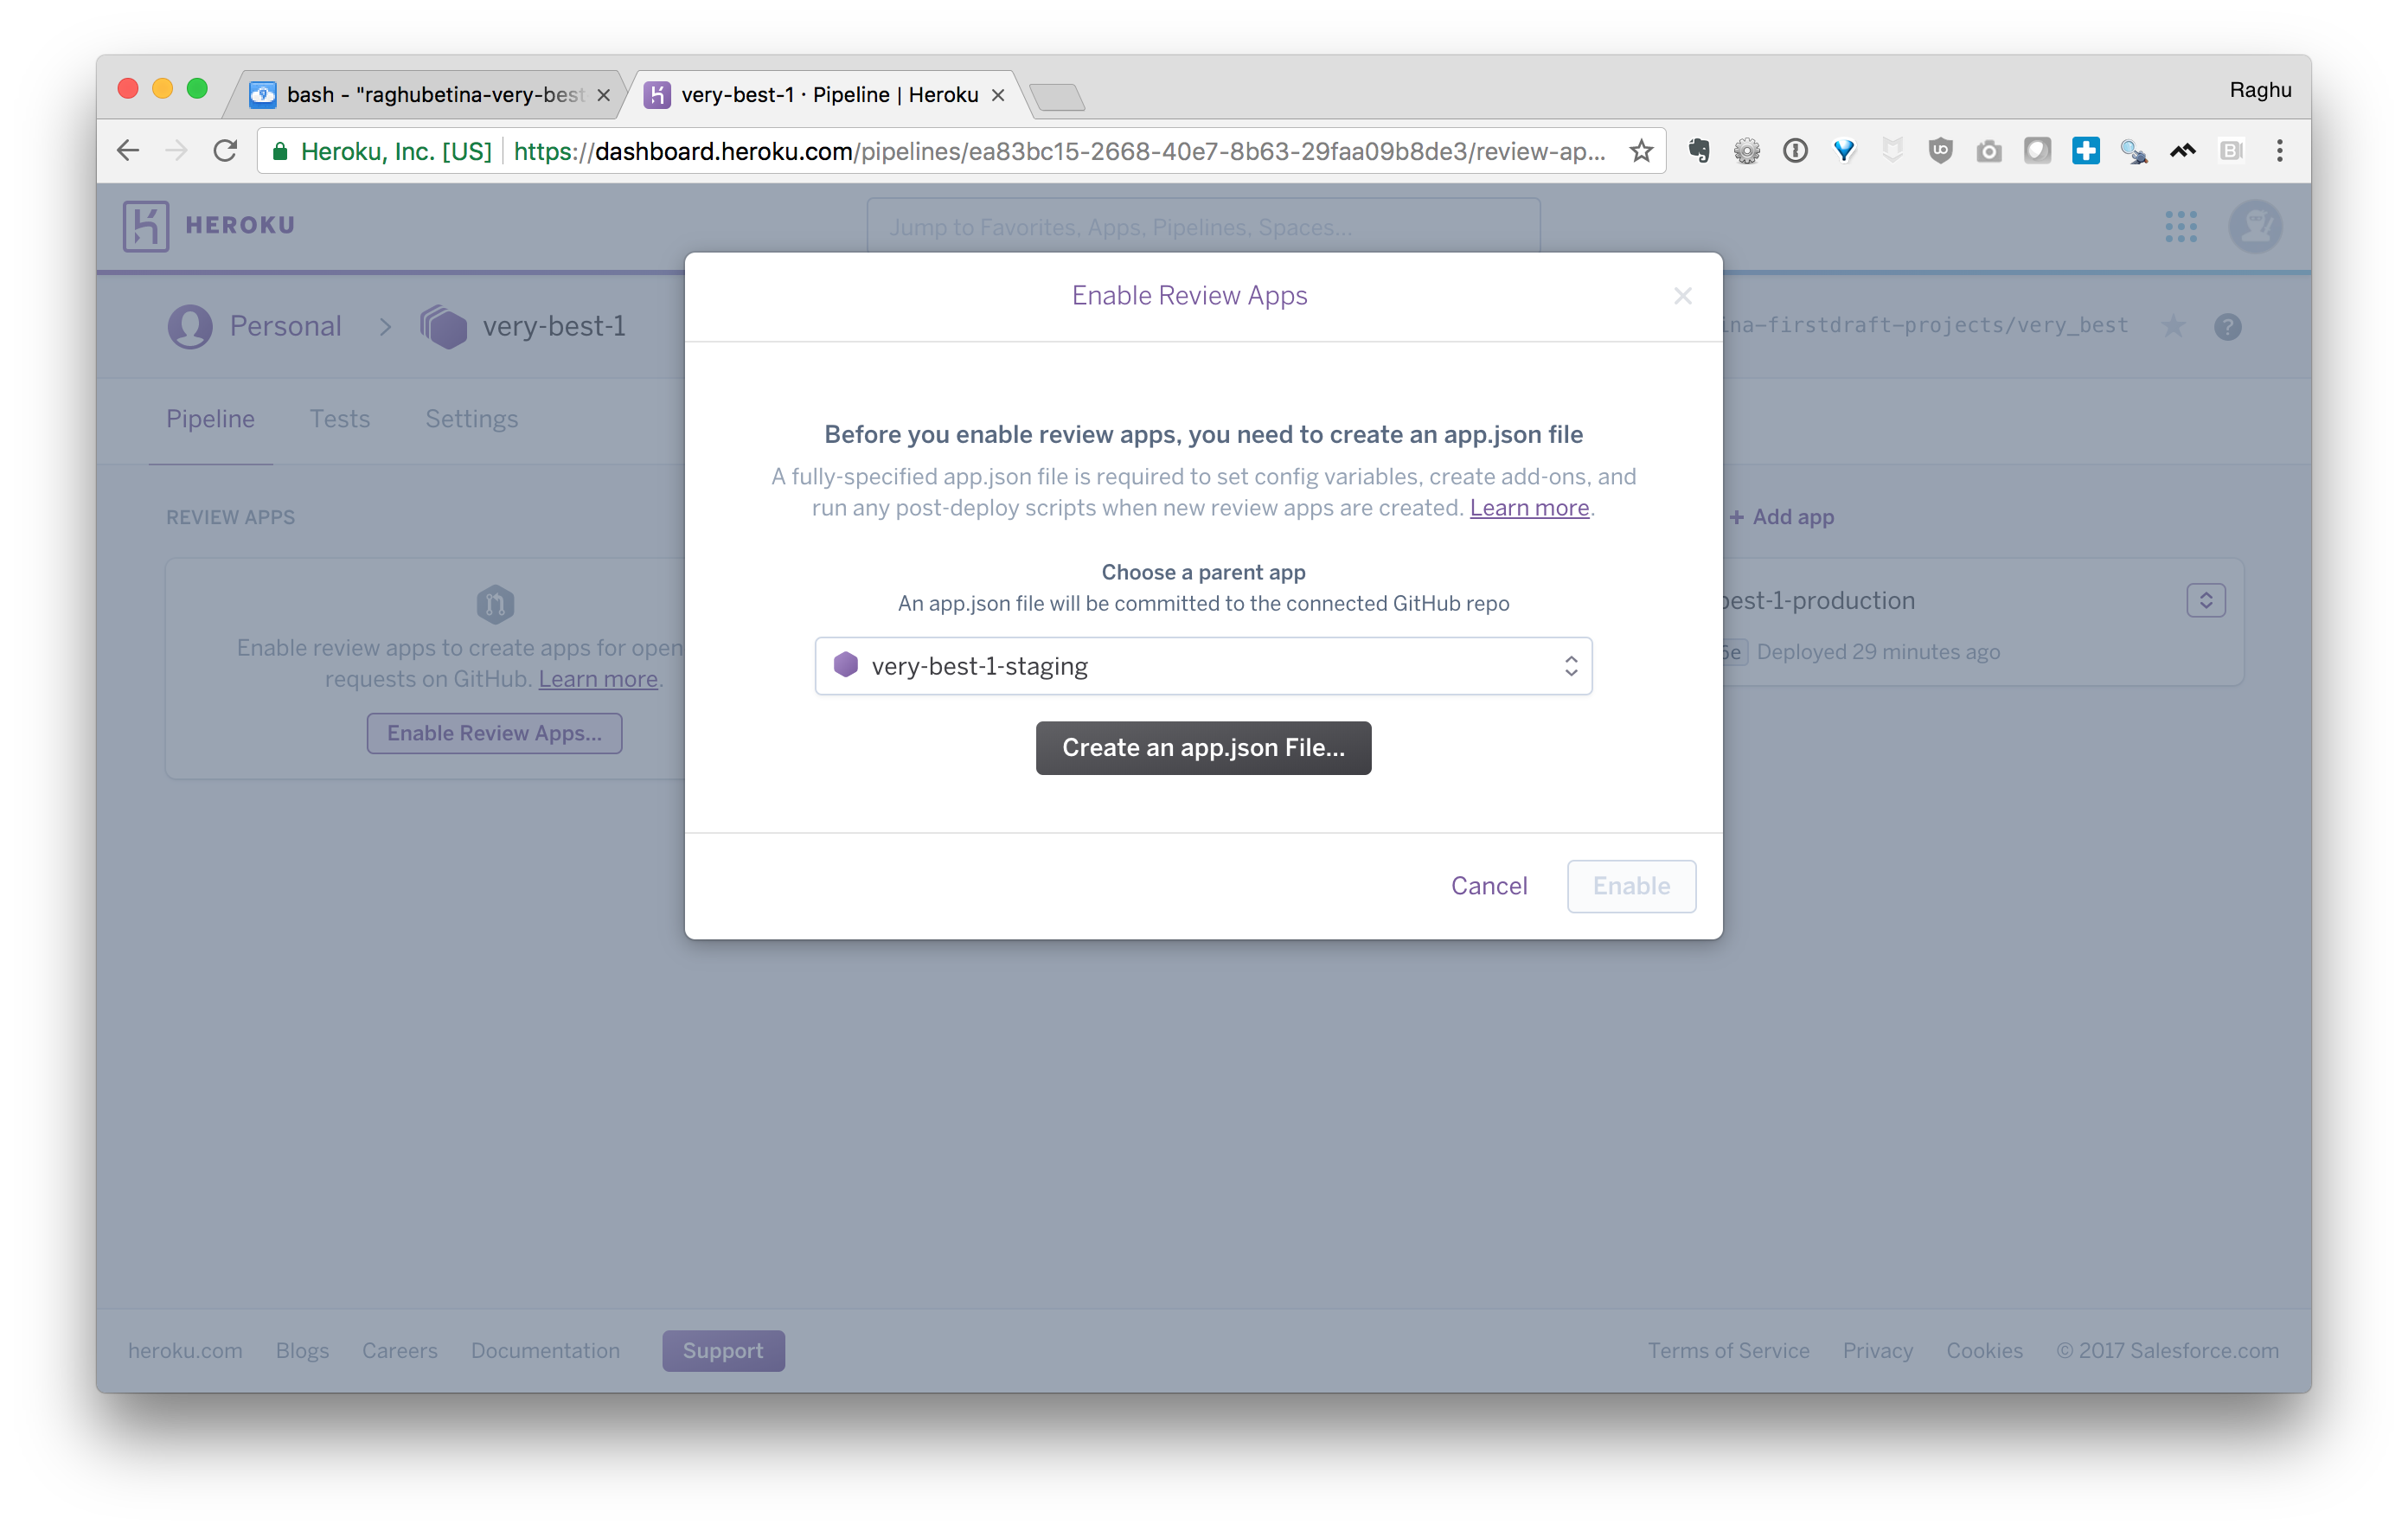 bash - "raghubetina-very-best
very-best-1 · Pipeline | Heroku
Raghu
Heroku, Inc. [US]
https://dashboard.heroku.com/pipelines/ea83bc15-2668-40e7-8b63-29faa09b8de3/review-ap...
HEROKU
Jump to Favorites, Apps, Pipelines, Spaces...
Personal > very-best-1
ina-firstdraft-projects/very_best
Pipeline
Tests
Settings
REVIEW APPS
Enable review apps to create apps for open
requests on GitHub. Learn more.
Enable Review Apps...
Enable Review Apps
Before you enable review apps, you need to create an app.json file
A fully-specified app.json file is required to set config variables, create add-ons, and
run any post-deploy scripts when new review apps are created. Learn more.
Choose a parent app
An app.json file will be committed to the connected GitHub repo
very-best-1-staging
Create an app.json File...
Cancel
Enable
+ Add app
best-1-production
6e Deployed 29 minutes ago
heroku.com
Blogs
Careers
Documentation
Support
Terms of Service
Privacy
Cookies
© 2017 Salesforce.com